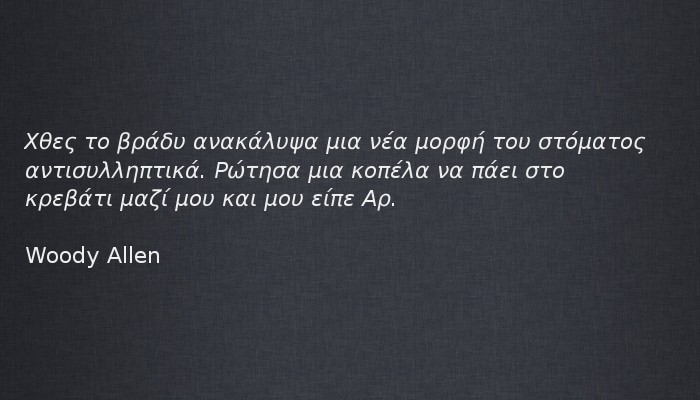 Χθες το βράδυ ανακάλυψα μια νέα μορφή του στόματος
αντισυλληπτικά. Ρώτησα μια κοπέλα να πάει στο
κρεβάτι μαζί μου και μου είπε Αρ.
Woody Allen